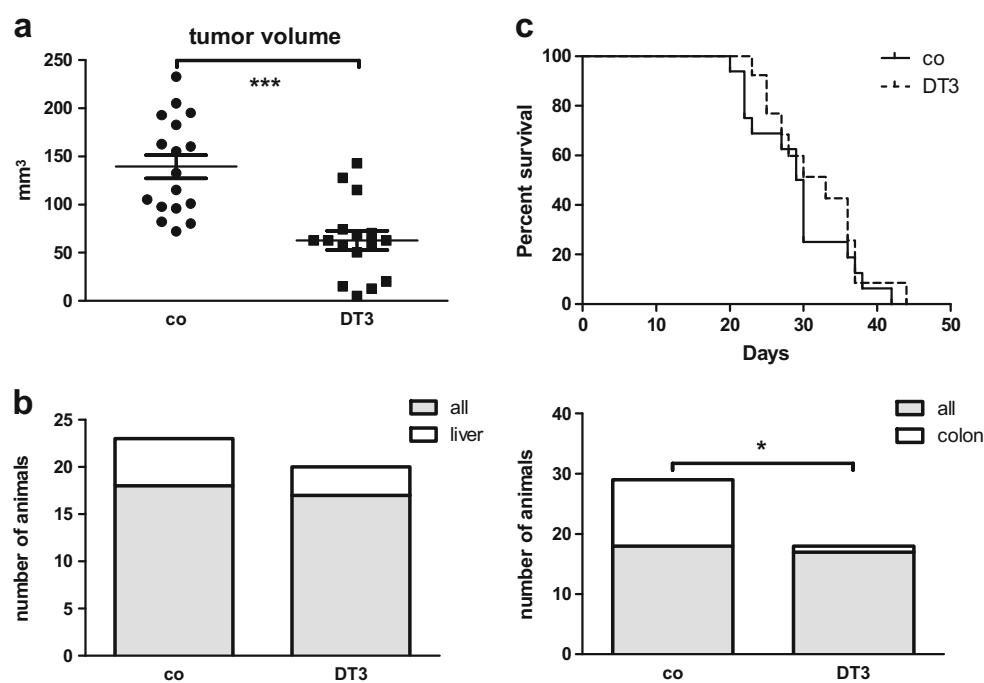 a
tumor volume
***
250
200
150
100
50
0
mm³
co
DT3
c
100
80
60
40
20
0
Percent survival
0 10 20 30 40 50
Days
co
DT3
b
25
20
15
10
5
0
number of animals
co
DT3
all
liver
40
30
20
10
0
number of animals
*
co
DT3
all
colon